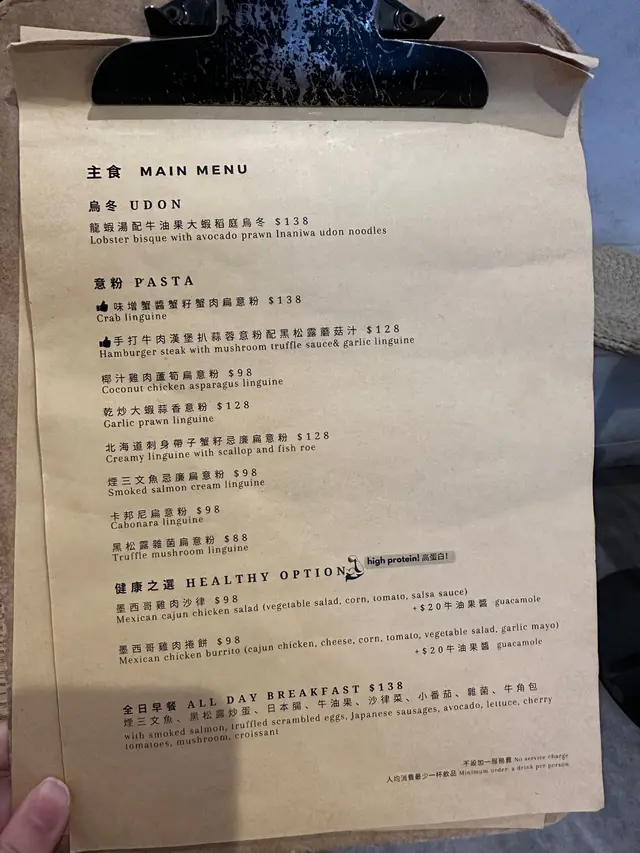 主食 MAIN MENU
烏冬 UDON
龍蝦湯配牛油果大蝦稻庭烏冬 $138
Lobster bisque with avocado prawn Inaniwa udon noodles
意粉 PASTA
味增蟹醬蟹籽蟹肉扁意粉 $138
Crab linguine
手打牛肉漢堡扒蒜蓉意粉配黑松露蘑菇汁 $128
Hamburger steak with mushroom truffle sauce& garlic linguine
椰汁雞肉蘆筍扁意粉 $98
Coconut chicken asparagus linguine
乾炒大蝦蒜香意粉 $128
Garlic prawn linguine
北海道刺身帶子蟹籽忌廉扁意粉 $128
Creamy linguine with scallop and fish roe
煙三文魚忌廉扁意粉 $98
Smoked salmon cream linguine
卡邦尼扁意粉 $98
Cabonara linguine
黑松露雜菌扁意粉 $88
Truffle mushroom linguine
健康之選 HEALTHY OPTION high protein! 高蛋白!
墨西哥雞肉沙律 $98
Mexican cajun chicken salad (vegetable salad, corn, tomato, salsa sauce)
+$20牛油果醬 guacamole
墨西哥雞肉捲餅 $98
Mexican chicken burrito (cajun chicken, cheese, corn, tomato, vegetable salad, garlic mayo)
+$20牛油果醬 guacamole
全日早餐 ALL DAY BREAKFAST $138
煙三文魚、黑松露炒蛋、日本腸、牛油果、沙律菜、小番茄、雜菌、牛角包
with smoked salmon, truffled scrambled eggs, Japanese sausages, avocado, lettuce, cherry
tomatoes, mushroom, croissant
不設加一服務費 No service charge
人均消費最少一杯飲品 Minimum order: a drink per person